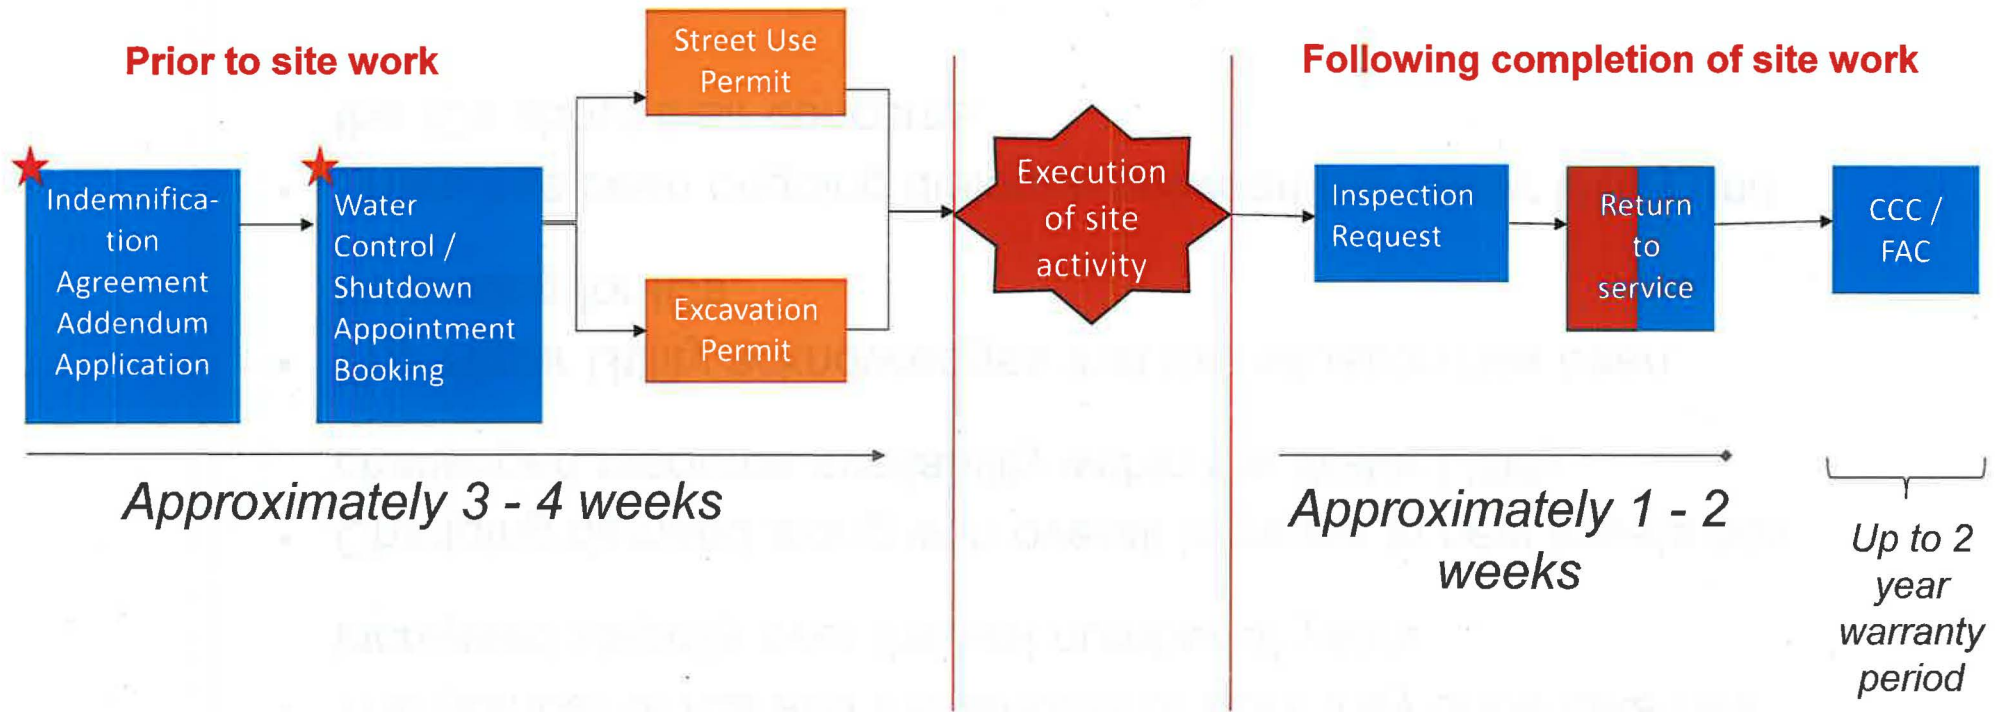 Prior to site work
Indemnifica-
tion
Agreement
Addendum
Application
Water
Control /
Shutdown
Appointment
Booking
Street Use
Permit
Excavation
Permit
Approximately 3 - 4 weeks
Execution
of site
activity
Following completion of site work
Inspection
Request
Return
to
service
CCC /
FAC
Approximately 1 - 2
weeks
Up to 2
year
warranty
period